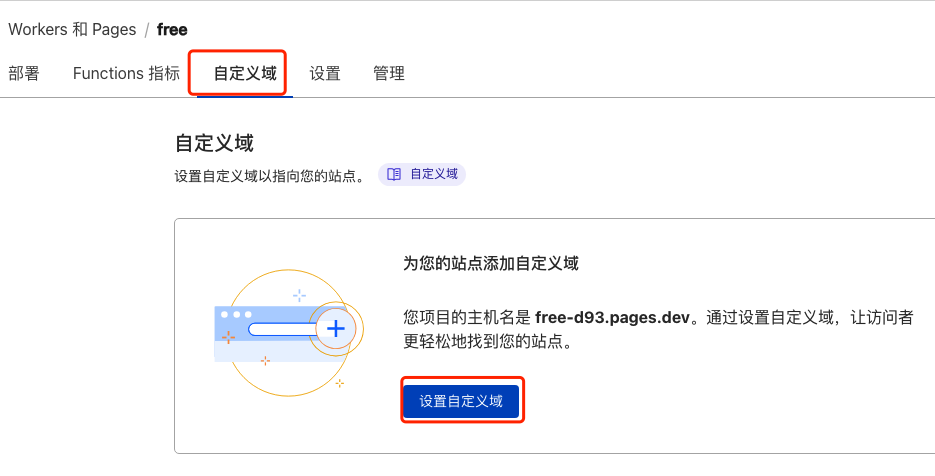 Workers 和 Pages / free
部署 Functions 指标 自定义域 设置 管理
自定义域
设置自定义域以指向您的站点。 自定义域
为您的站点添加自定义域
您项目的主机名是 free-d93.pages.dev。通过设置自定义域，让访问者
更轻松地找到您的站点。
设置自定义域